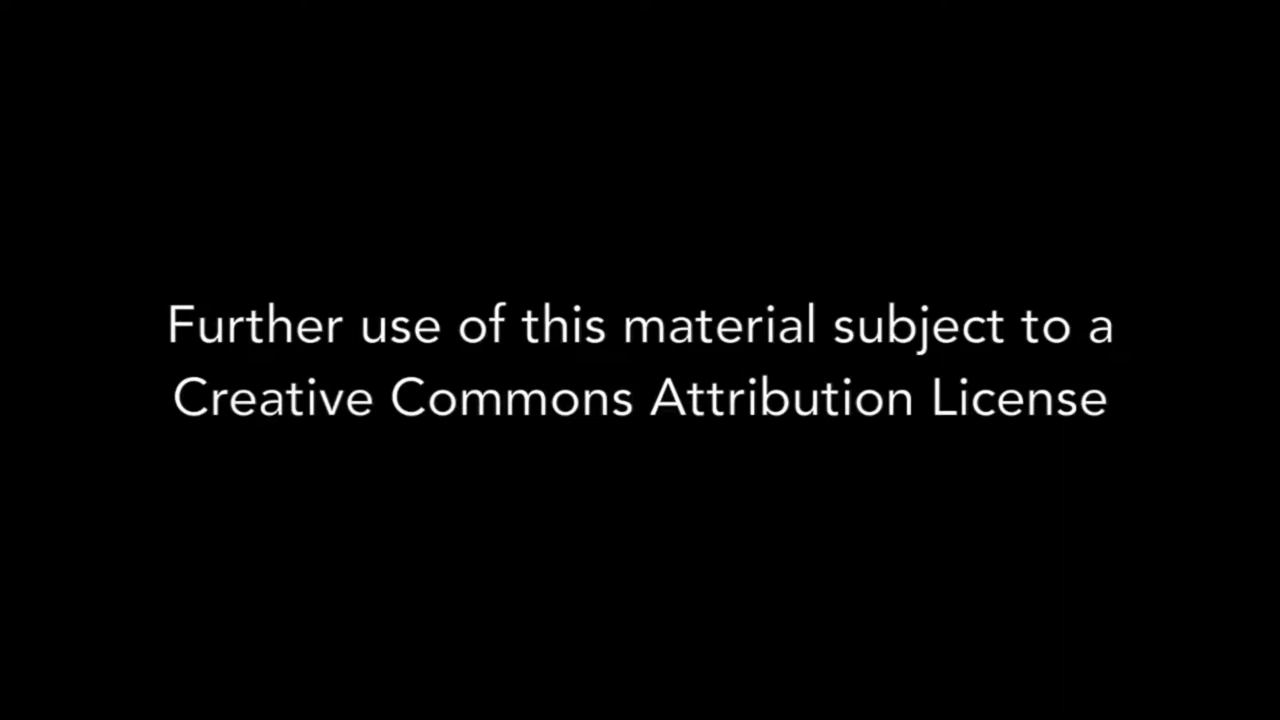 Further use of this material subject to a
Creative Commons Attribution License